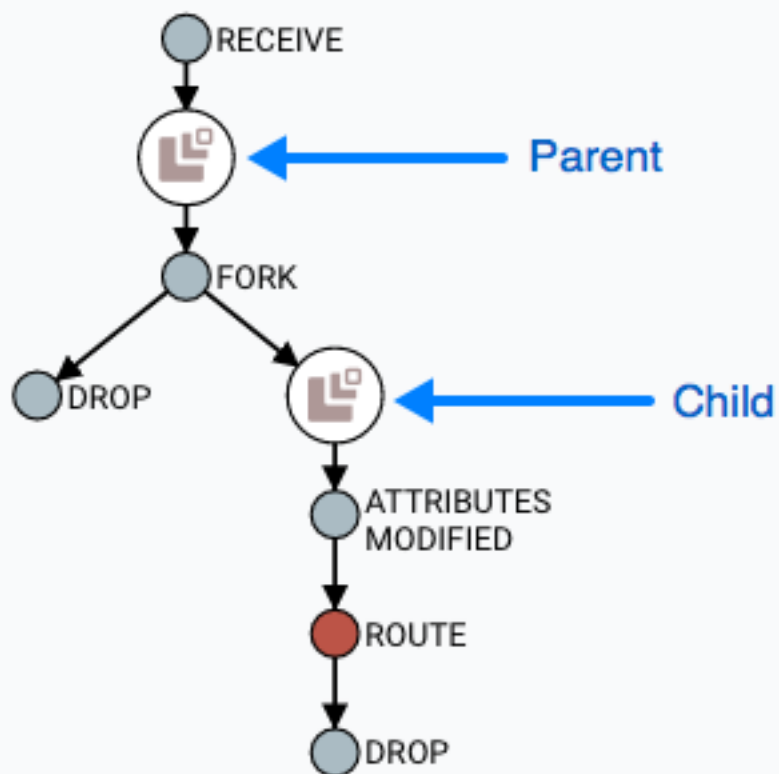 RECEIVE
Parent
FORK
DROP
Child
ATTRIBUTES
MODIFIED
ROUTE
DROP